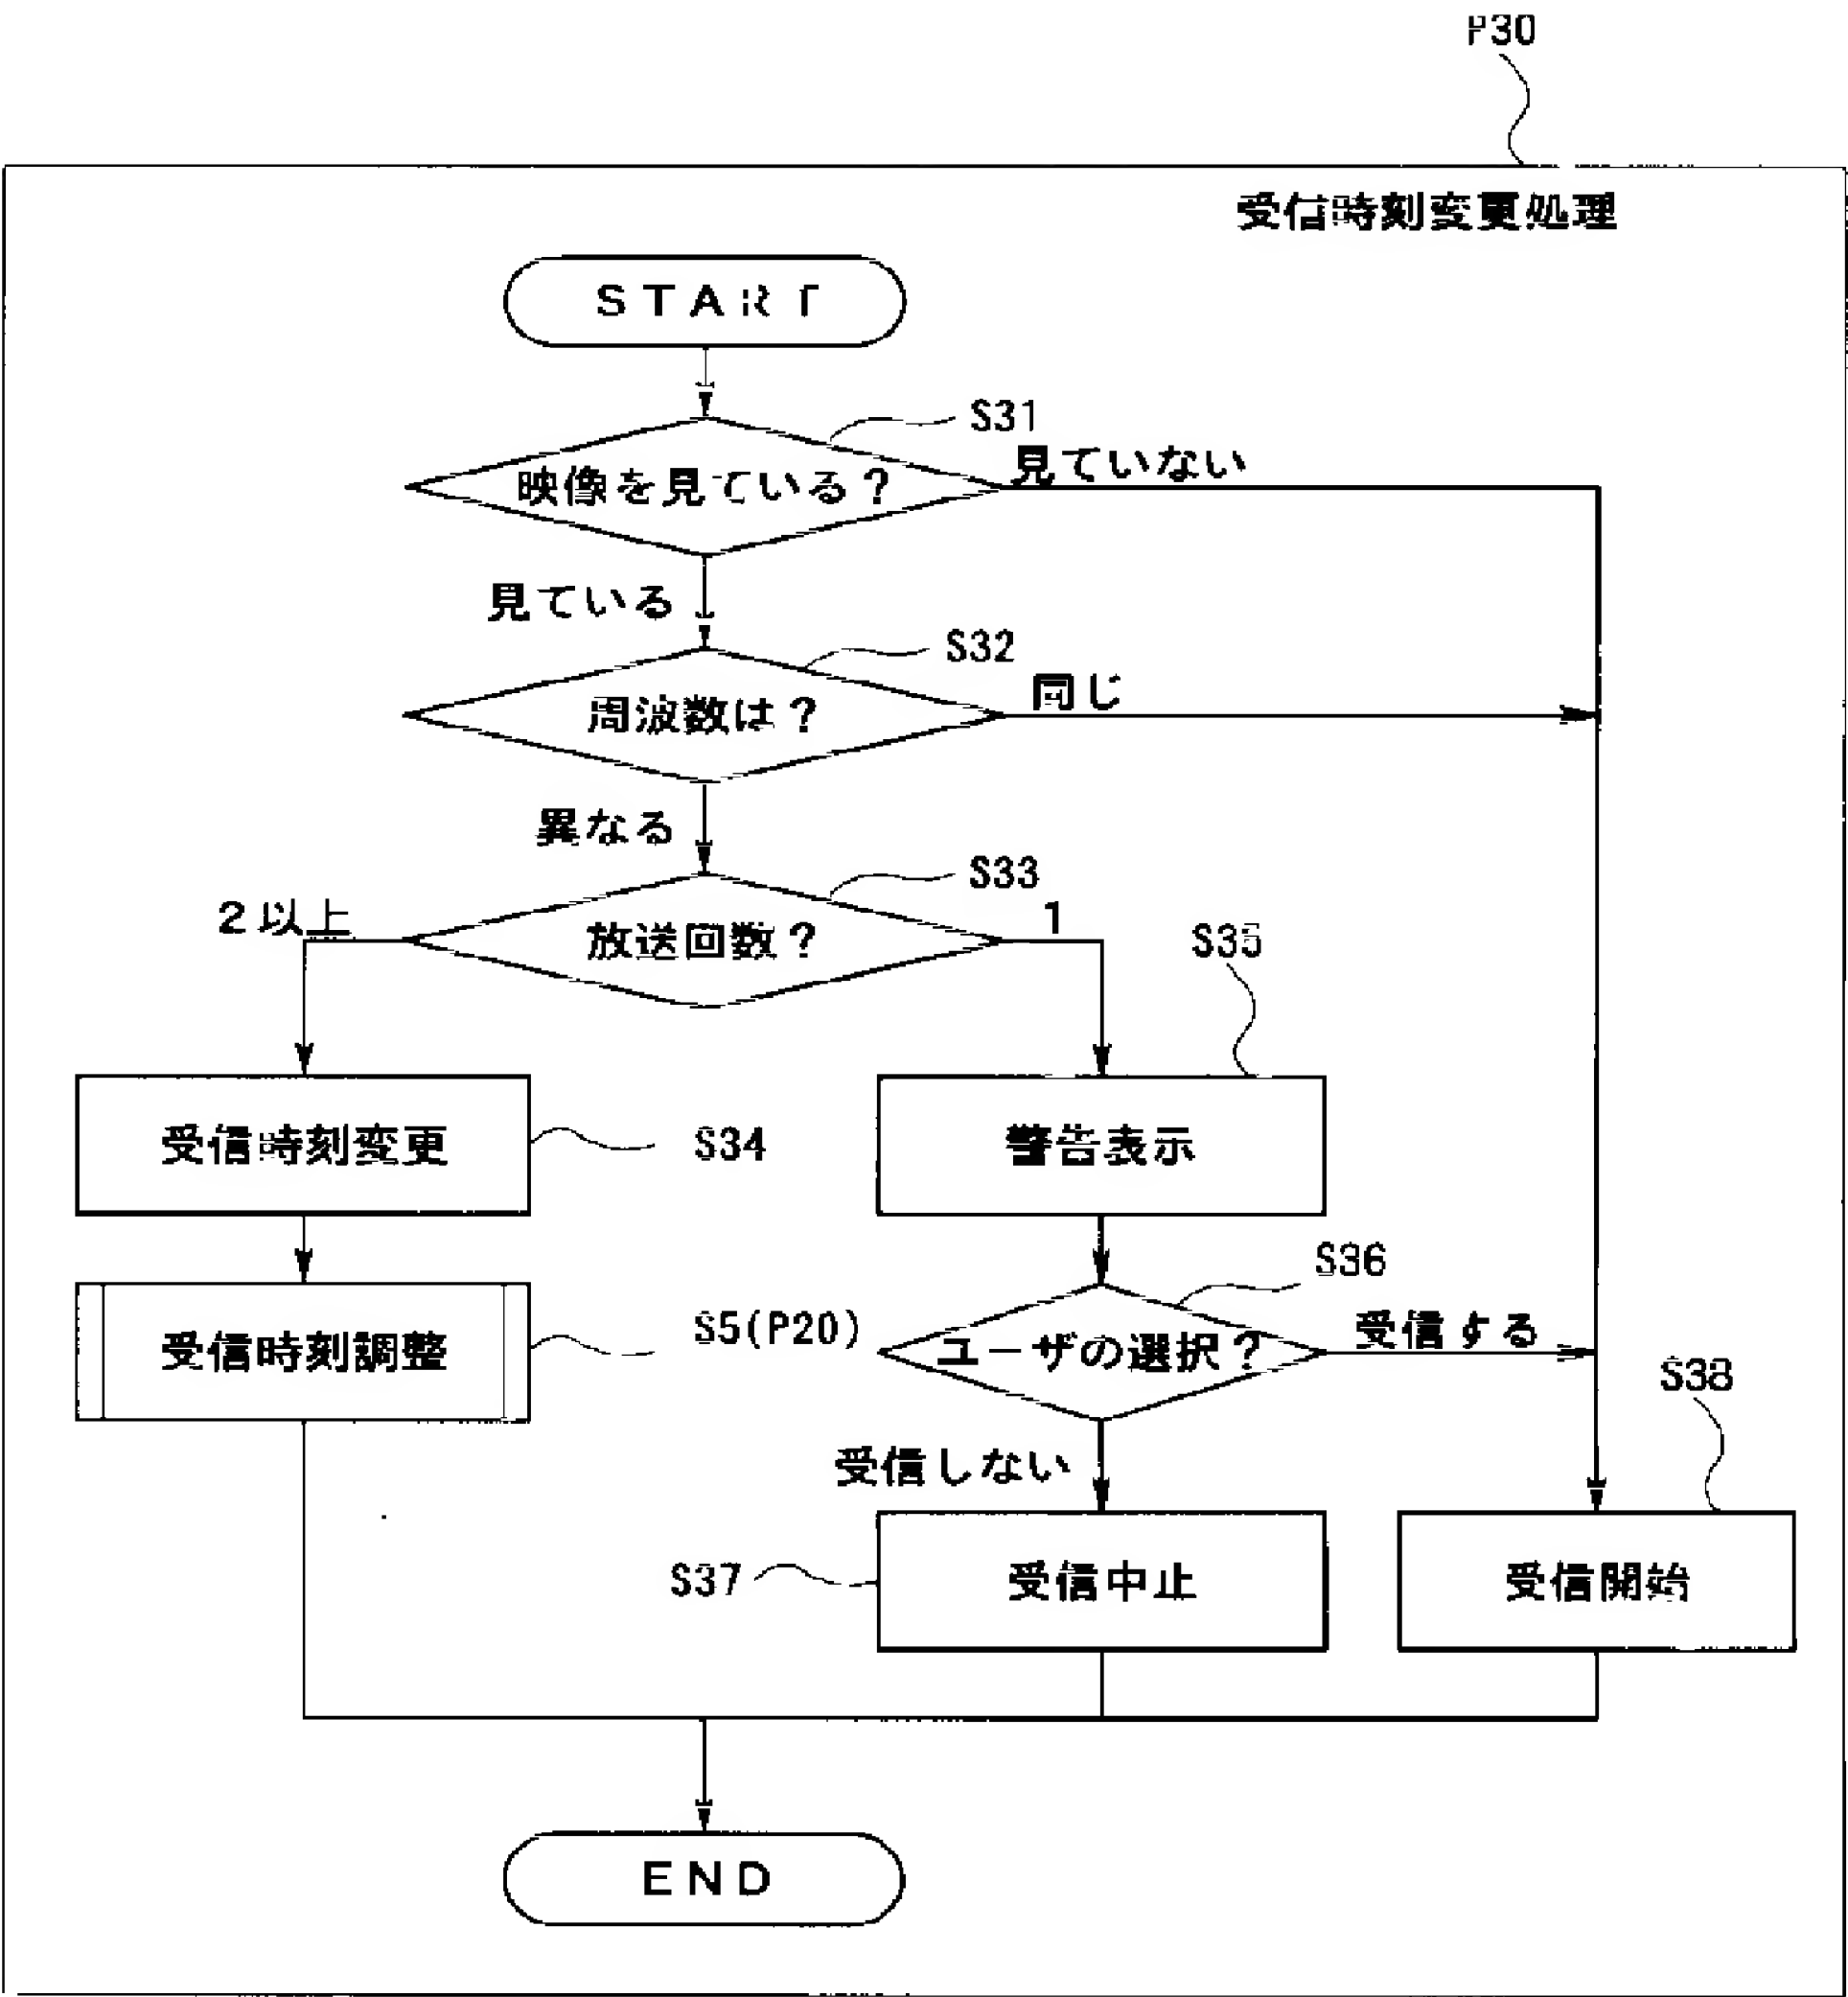 P30
受信時刻変更処理
START
S31
映像を見ている？
見ていない
見ている
S32
周波数は？
同じ
異なる
S33
放送回数？
2以上
1
S35
受信時刻変更
S34
警告表示
S36
受信時刻調整
S5(P20)
ユーザの選択？
受信する
S38
受信しない
S37
受信中止
受信開始
END